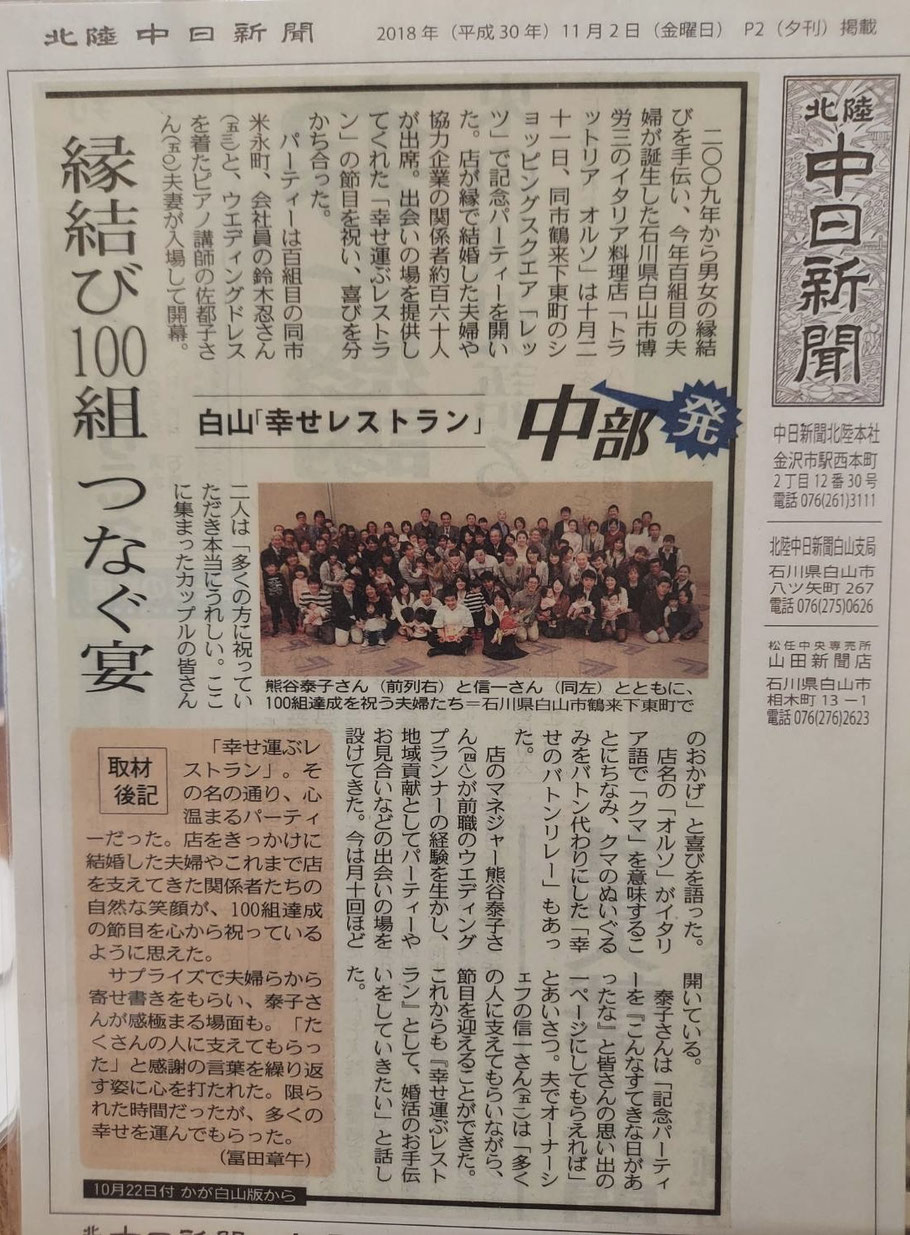 北陸中日新聞
2018年（平成30年）11月2日（金曜日） P2（夕刊）掲載
北陸
中日新聞
中日新聞北陸本社
金沢市駅西本町
2丁目12番30号
電話 076(261)3111
北陸中日新聞白山支局
石川県白山市
八ツ矢町 267
電話 076(275)0626
松任中央専売所
山田新聞店
石川県白山市
相木町 13－1
電話 076(276)2623
中部発
白山「幸せレストラン」
縁結び100組 つなぐ宴
二〇〇九年から男女の縁結
びを手伝い、今年百組目の夫
婦が誕生した石川県白山市博
労三のイタリア料理店「トラ
ットリア オルソ」は十月二
十一日、同市鶴来下東町のシ
ョッピングスクエア「レッ
ツ」で記念パーティーを開い
た。店が縁で結婚した夫婦や
協力企業の関係者約百六十人
が出席。出会いの場を提供し
てくれた「幸せ運ぶレストラ
ン」の節目を祝い、喜びを分
かち合った。
パーティーは百組目の同市
米永町、会社員の鈴木忍さん
(五三)と、ウエディングドレス
を着たピアノ講師の佐都子さ
ん(五〇)夫妻が入場して開幕。
二人は「多くの方に祝ってい
ただき本当にうれしい。ここ
に集まったカップルの皆さん
熊谷泰子さん（前列右）と信一さん（同左）とともに、
100組達成を祝う夫婦たち＝石川県白山市鶴来下東町で
のおかげ」と喜びを語った。
店名の「オルソ」がイタリ
ア語で「クマ」を意味するこ
とにちなみ、クマのぬいぐる
みをバトン代わりにした「幸
せのバトンリレー」もあっ
た。
店のマネジャー熊谷泰子さ
ん(四八)が前職のウエディング
プランナーの経験を生かし、
地域貢献としてパーティーや
お見合いなどの出会いの場を
設けてきた。今は月十回ほど
開いている。
泰子さんは「記念パーティ
ーを『こんなすてきな日があ
ったな』と皆さんの思い出の
一ページにしてもらえれば」
とあいさつ。夫でオーナーシ
ェフの信一さん(五二)は「多く
の人に支えてもらいながら、
節目を迎えることができた。
これからも『幸せ運ぶレスト
ラン』として、婚活のお手伝
いをしていきたい」と話し
た。
取材
後記
「幸せ運ぶレ
ストラン」。そ
の名の通り、心
温まるパーティ
ーだった。店をきっかけに
結婚した夫婦やこれまで店
を支えてきた関係者たちの
自然な笑顔が、100組達成
の節目を心から祝っている
ように思えた。
サプライズで夫婦らから
寄せ書きをもらい、泰子さ
んが感極まる場面も。「た
くさんの人に支えてもらっ
た」と感謝の言葉を繰り返
す姿に心を打たれた。限ら
れた時間だったが、多くの
幸せを運んでもらった。
（冨田章午）
10月22日付 かが白山版から